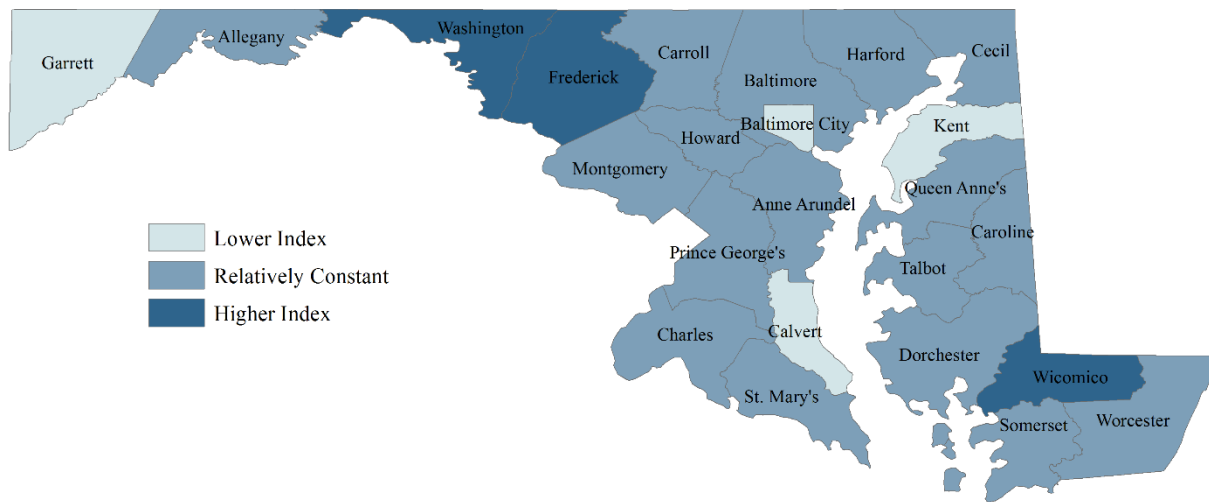 Washington
Allegany
Garrett
Frederick
Carroll
Harford
Cecil
Baltimore
Baltimore City
Kent
Howard
Montgomery
Queen Anne's
Anne Arundel
Caroline
Prince George's
Talbot
Lower Index
Relatively Constant
Higher Index
Charles
Calvert
Dorchester
St. Mary's
Wicomico
Somerset
Worcester